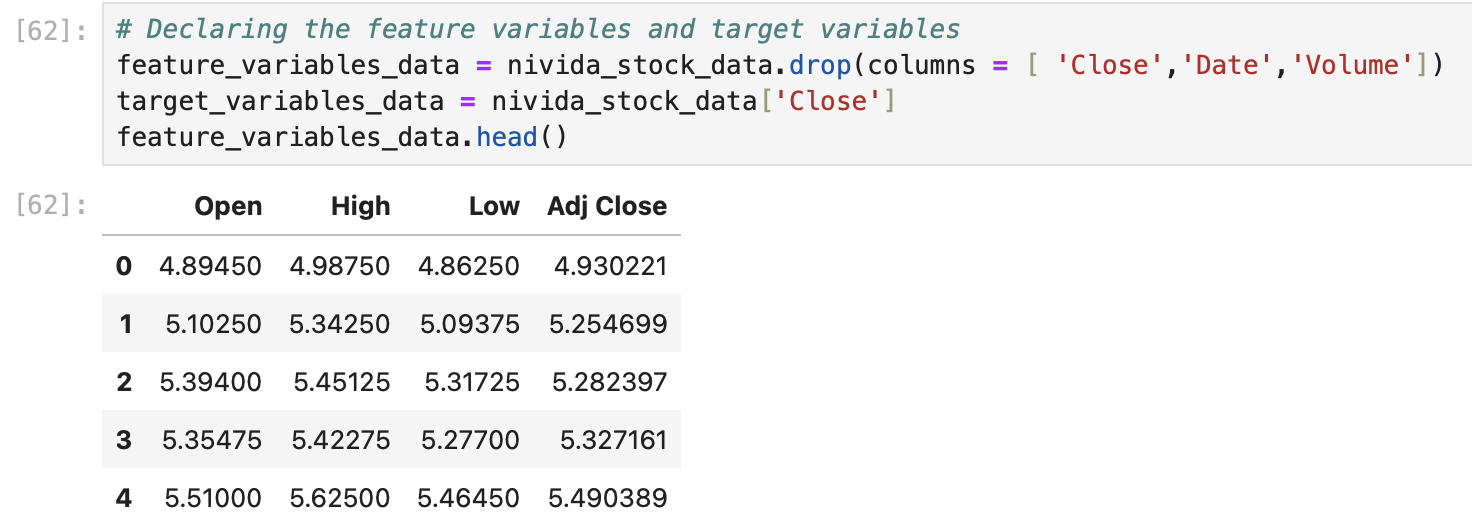 [62]: # Declaring the feature variables and target variables
feature_variables_data = nivida_stock_data.drop(columns = [ 'Close','Date','Volume'])
target_variables_data = nivida_stock_data['Close']
feature_variables_data.head()
[62]: Open High Low Adj Close
0 4.89450 4.98750 4.86250 4.930221
1 5.10250 5.34250 5.09375 5.254699
2 5.39400 5.45125 5.31725 5.282397
3 5.35475 5.42275 5.27700 5.327161
4 5.51000 5.62500 5.46450 5.490389